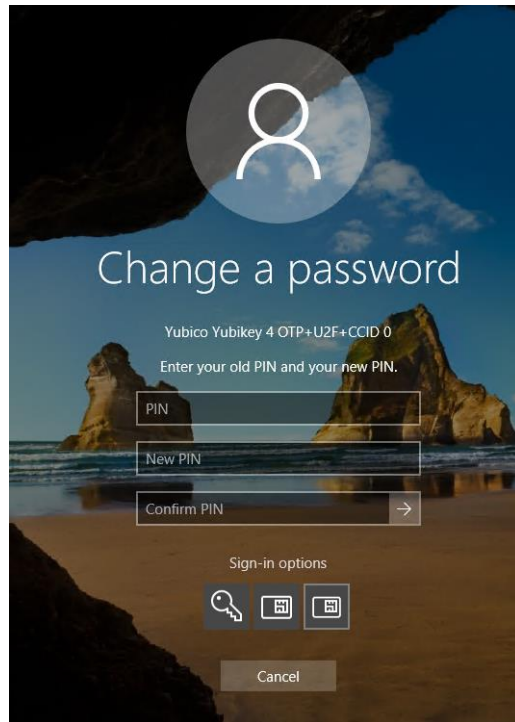 Change a password
Yubico Yubikey 4 OTP+U2F+CCID 0
Enter your old PIN and your new PIN.
PIN
New PIN
Confirm PIN
Sign-in options
Cancel